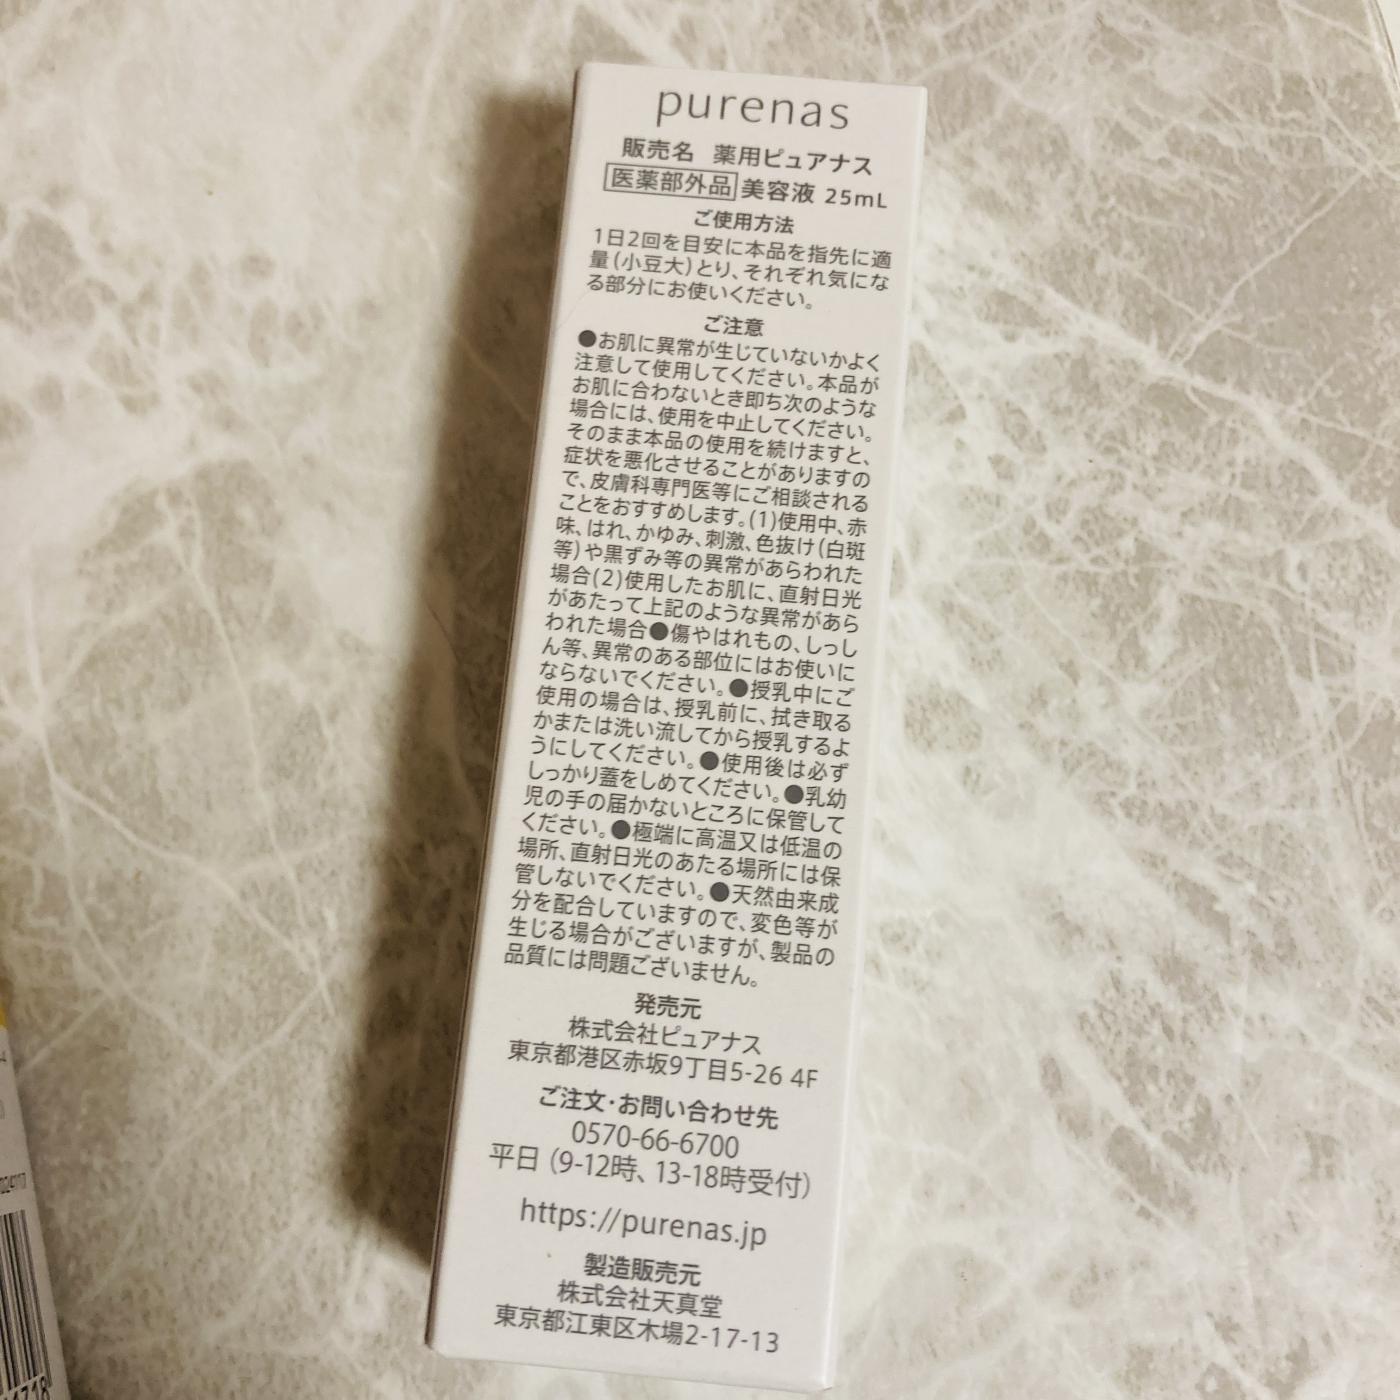 purenas
販売名 薬用ピュアナス
医薬部外品 美容液 25mL
ご使用方法
1日2回を目安に本品を指先に適
量(小豆大)とり、それぞれ気にな
る部分にお使いください。
ご注意
●お肌に異常が生じていないかよく
注意して使用してください。本品が
お肌に合わないとき即ち次のような
場合には、使用を中止してください。
そのまま本品の使用を続けますと、
症状を悪化させることがありますの
で、皮膚科専門医等にご相談される
ことをおすすめします。(1)使用中、赤
味、はれ、かゆみ、刺激、色抜け(白斑
等)や黒ずみ等の異常があらわれた
場合(2)使用したお肌に、直射日光
があたって上記のような異常があら
われた場合●傷やはれもの、しっし
ん等、異常のある部位にはお使いに
ならないでください。●授乳中にご
使用の場合は、授乳前に、拭き取る
かまたは洗い流してから授乳するよ
うにしてください。●使用後は必ず
しっかり蓋をしめてください。●乳幼
児の手の届かないところに保管して
ください。●極端に高温又は低温の
場所、直射日光のあたる場所には保
管しないでください。●天然由来成
分を配合していますので、変色等が
生じる場合がございますが、製品の
品質には問題ございません。
発売元
株式会社ピュアナス
東京都港区赤坂9丁目5-26 4F
ご注文・お問い合わせ先
0570-66-6700
平日 (9-12時、13-18時受付)
https://purenas.jp
製造販売元
株式会社天真堂
東京都江東区木場2-17-13